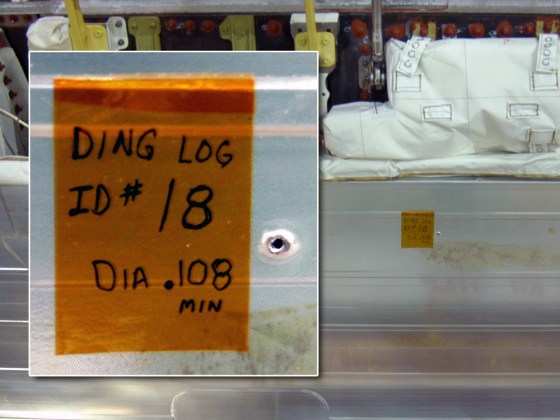 DING LOG
ID# 18
DIA .108
MIN